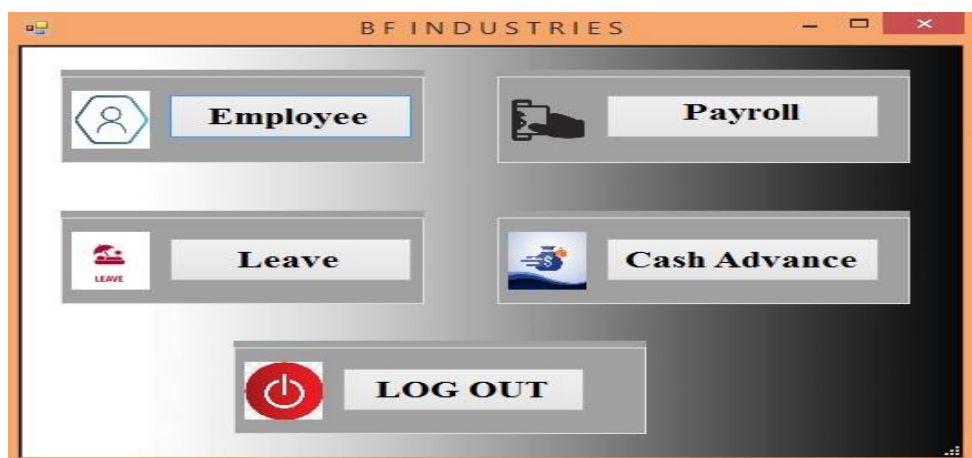 BF INDUSTRIES
Employee
Payroll
LEAVE
Leave
$
Cash Advance
LOG OUT